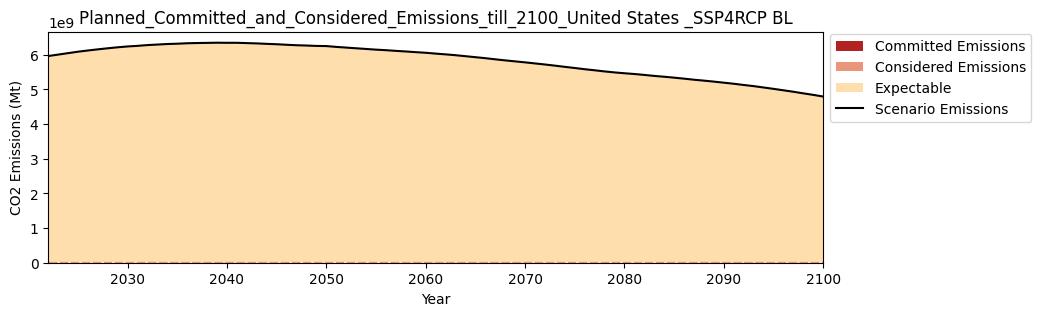 Planned_Committed_and_Considered_Emissions_till_2100_United States _SSP4RCP BL
1e9
6
5
4
3
2
1
0
CO2 Emissions (Mt)
2030 2040 2050 2060 2070 2080 2090 2100
Year
Committed Emissions
Considered Emissions
Expectable
Scenario Emissions